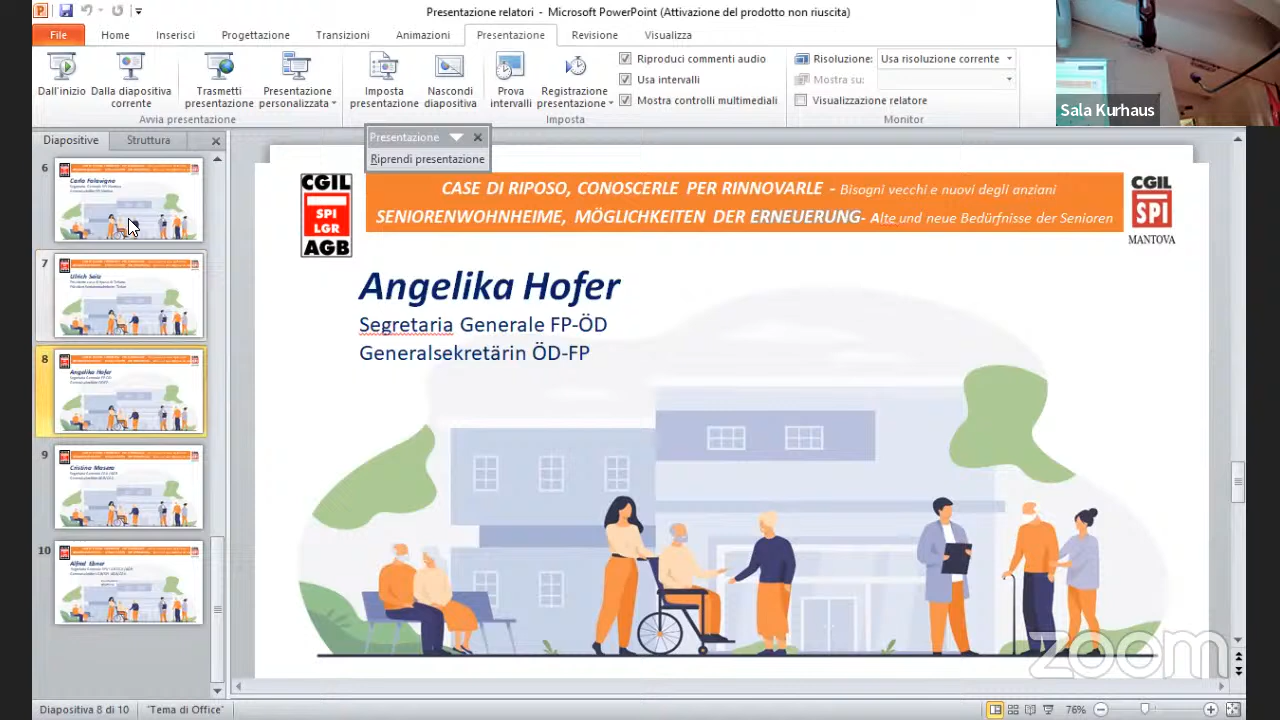 Presentazione relatori - Microsoft PowerPoint (Attivazione del prodotto non riuscita)
File Home Inserisci Progettazione Transizioni Animazioni Presentazione Revisione Visualizza
Dall'inizio
Dalla diapositiva corrente
Trasmetti presentazione
Presentazione personalizzata
Avvia presentazione
Imposta presentazione
Nascondi diapositiva
Prova intervalli
Registrazione presentazione
Riproduci commenti audio
Usa intervalli
Mostra controlli multimediali
Imposta
Risoluzione: Usa risoluzione corrente
Mostra su:
Visualizzazione relatore
Monitor
Sala Kurhaus
Diapositive Struttura
Presentazione
Riprendi presentazione
6
7
Ulrich Seitz
8
Angelika Hofer
9
Cristina Masera
10
Alfred Ebner
CGIL
SPI
LGR
AGB
CASE DI RIPOSO, CONOSCERLE PER RINNOVARLE - Bisogni vecchi e nuovi degli anziani
SENIORENWOHNHEIME, MÖGLICHKEITEN DER ERNEUERUNG- Alte und neue Bedürfnisse der Senioren
CGIL
SPI
MANTOVA
Angelika Hofer
Segretaria Generale FP-ÖD
Generalsekretärin ÖD-FP
zoom
Diapositiva 8 di 10 "Tema di Office" 76%